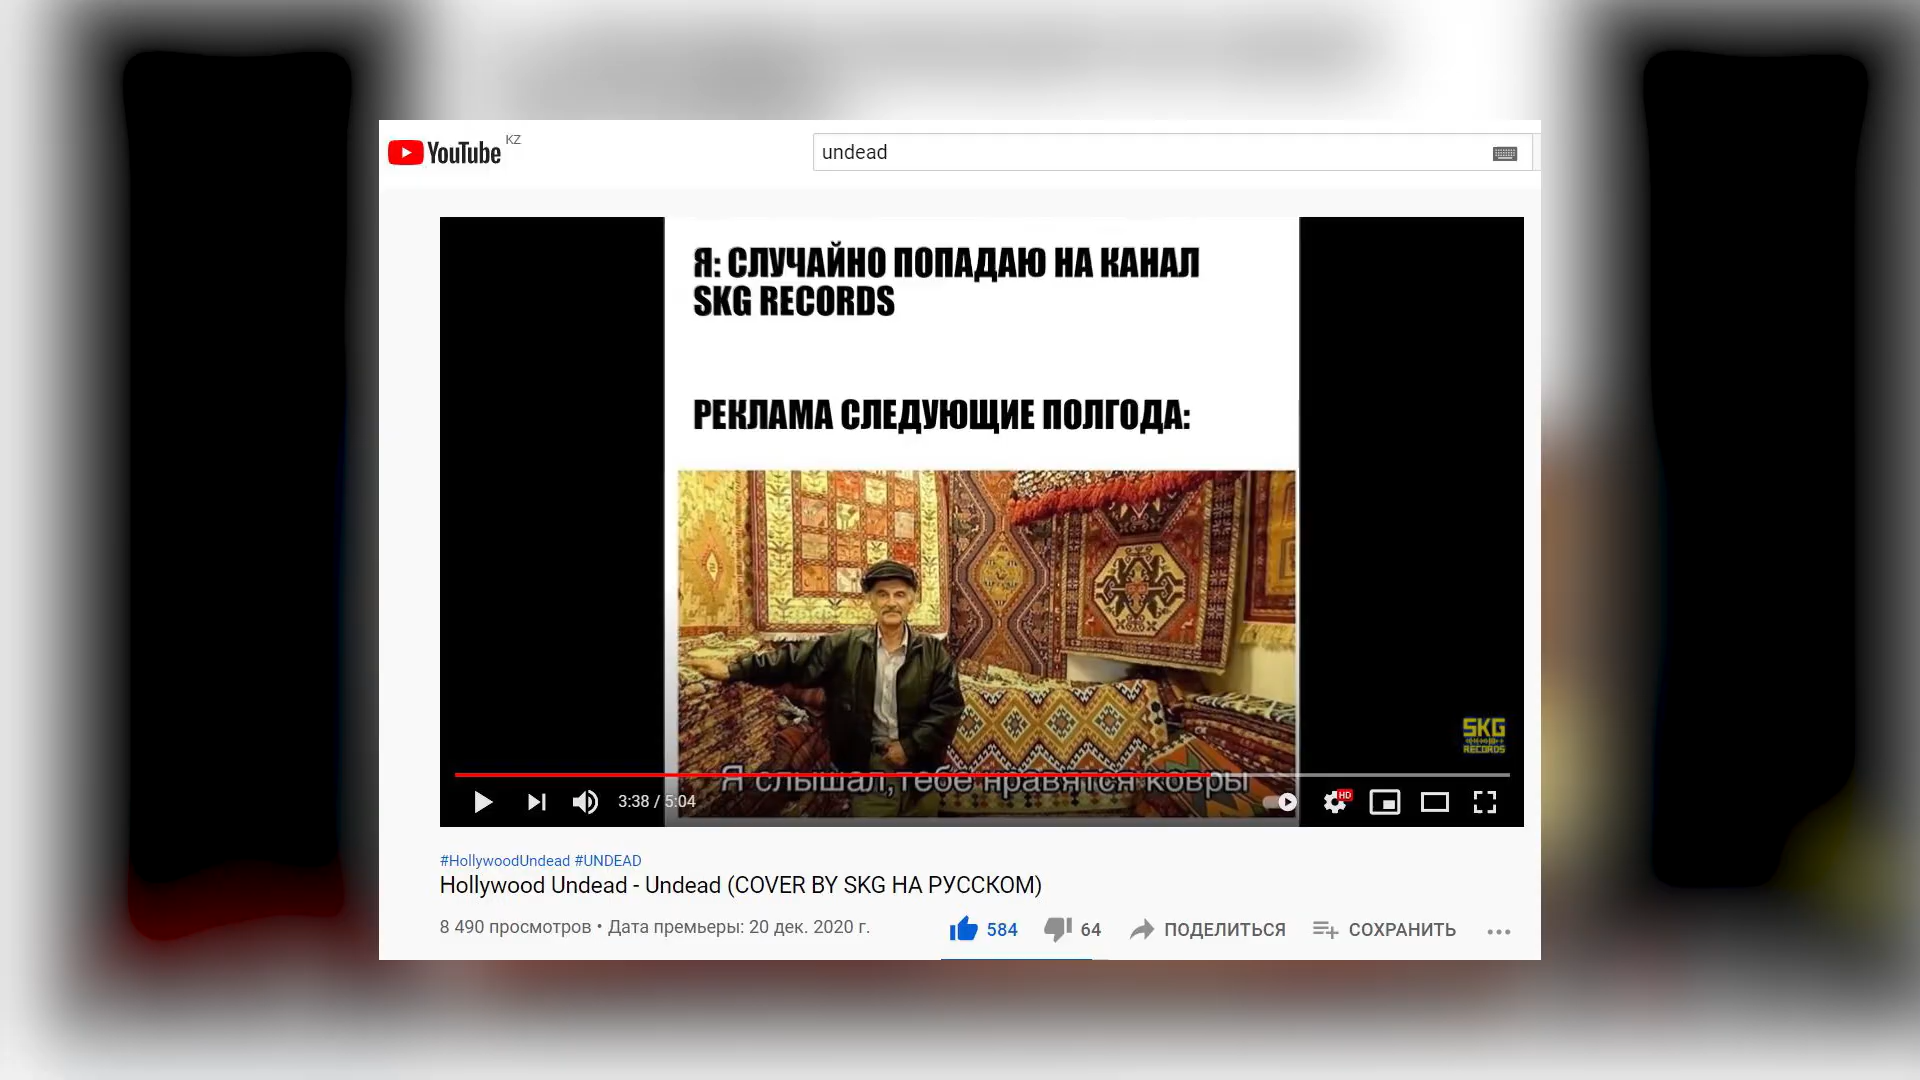 YouTube KZ
undead
Я: СЛУЧАЙНО ПОПАДАЮ НА КАНАЛ
SKG RECORDS
РЕКЛАМА СЛЕДУЮЩИЕ ПОЛГОДА:
SKG
RECORDS
Я слышал,тебе нравятся ковры
3:38 / 5:04
HD
#HollywoodUndead #UNDEAD
Hollywood Undead - Undead (COVER BY SKG НА РУССКОМ)
8 490 просмотров • Дата премьеры: 20 дек. 2020 г.
584
64
ПОДЕЛИТЬСЯ
СОХРАНИТЬ